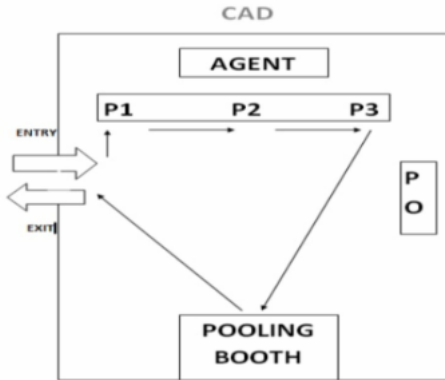 CAD
AGENT
P1 P2 P3
ENTRY
P
O
EXIT
POOLING
BOOTH